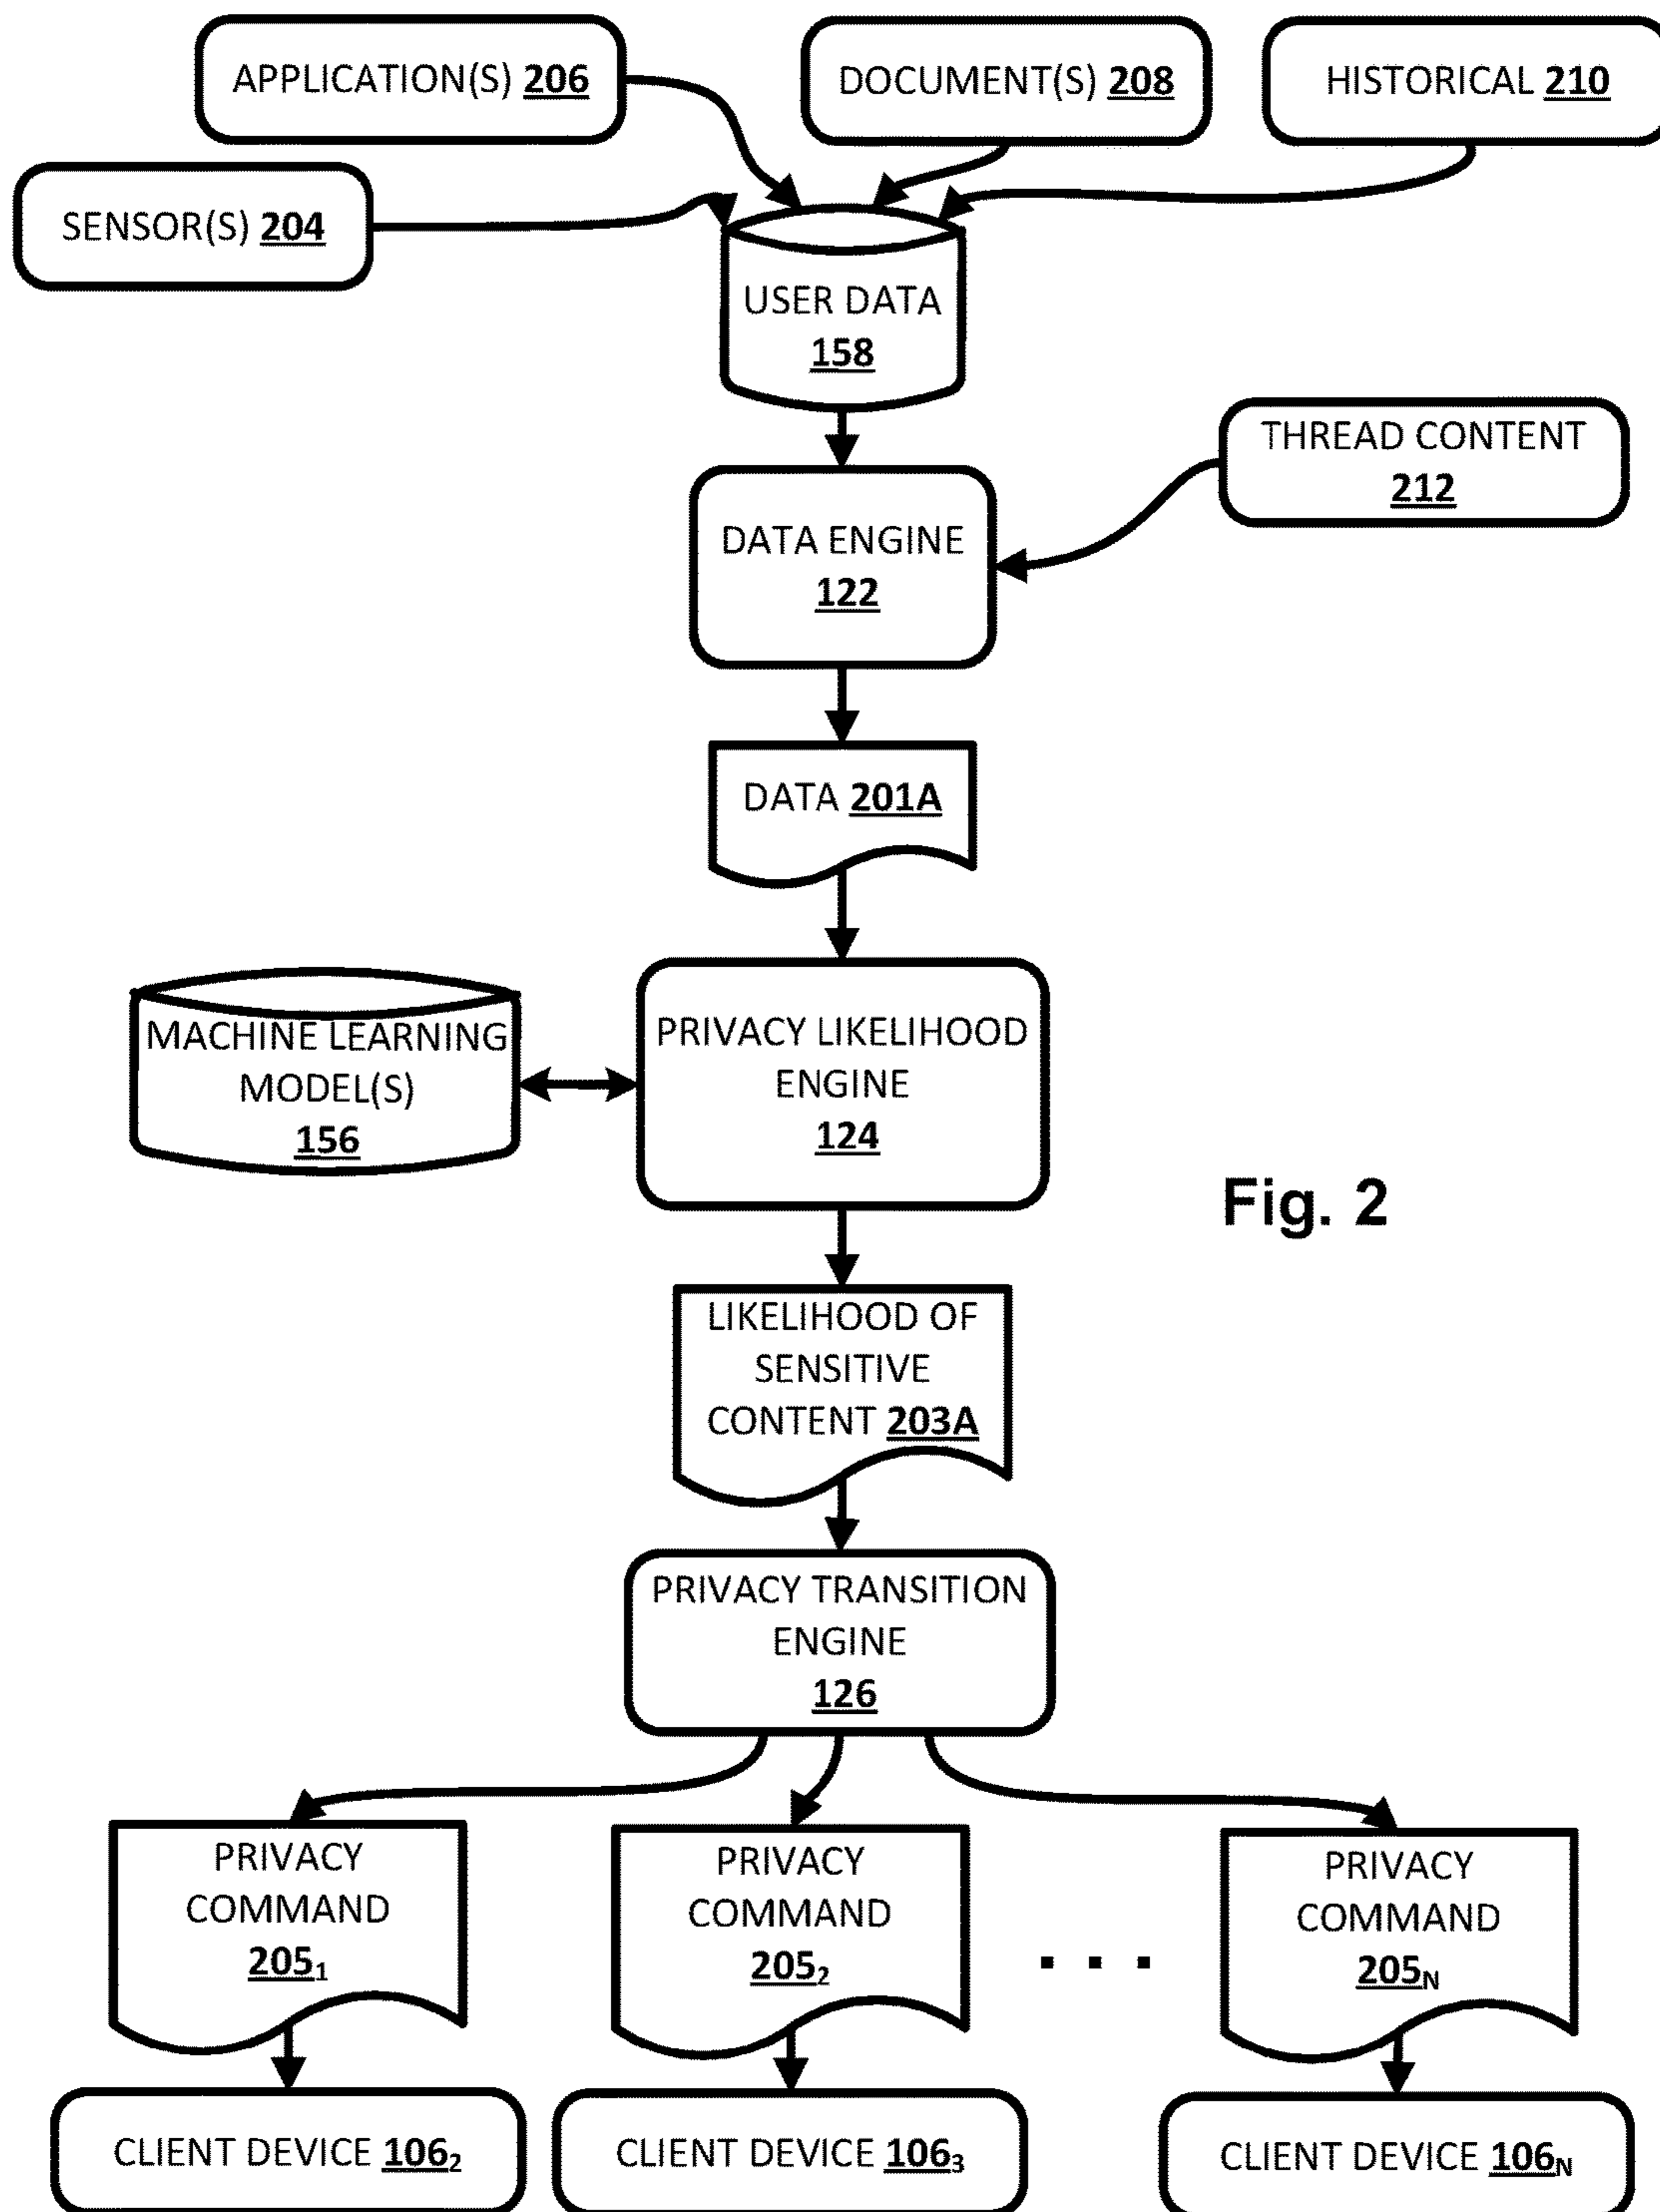 APPLICATION(S) 206
DOCUMENT(S) 208
HISTORICAL 210
SENSOR(S) 204
USER DATA
158
THREAD CONTENT
212
DATA ENGINE
122
DATA 201A
MACHINE LEARNING
MODEL(S)
156
PRIVACY LIKELIHOOD
ENGINE
124
Fig. 2
LIKELIHOOD OF
SENSITIVE
CONTENT 203A
PRIVACY TRANSITION
ENGINE
126
PRIVACY
COMMAND
205₁
PRIVACY
COMMAND
205₂
. . .
PRIVACY
COMMAND
205N
CLIENT DEVICE 106₂
CLIENT DEVICE 106₃
CLIENT DEVICE 106N